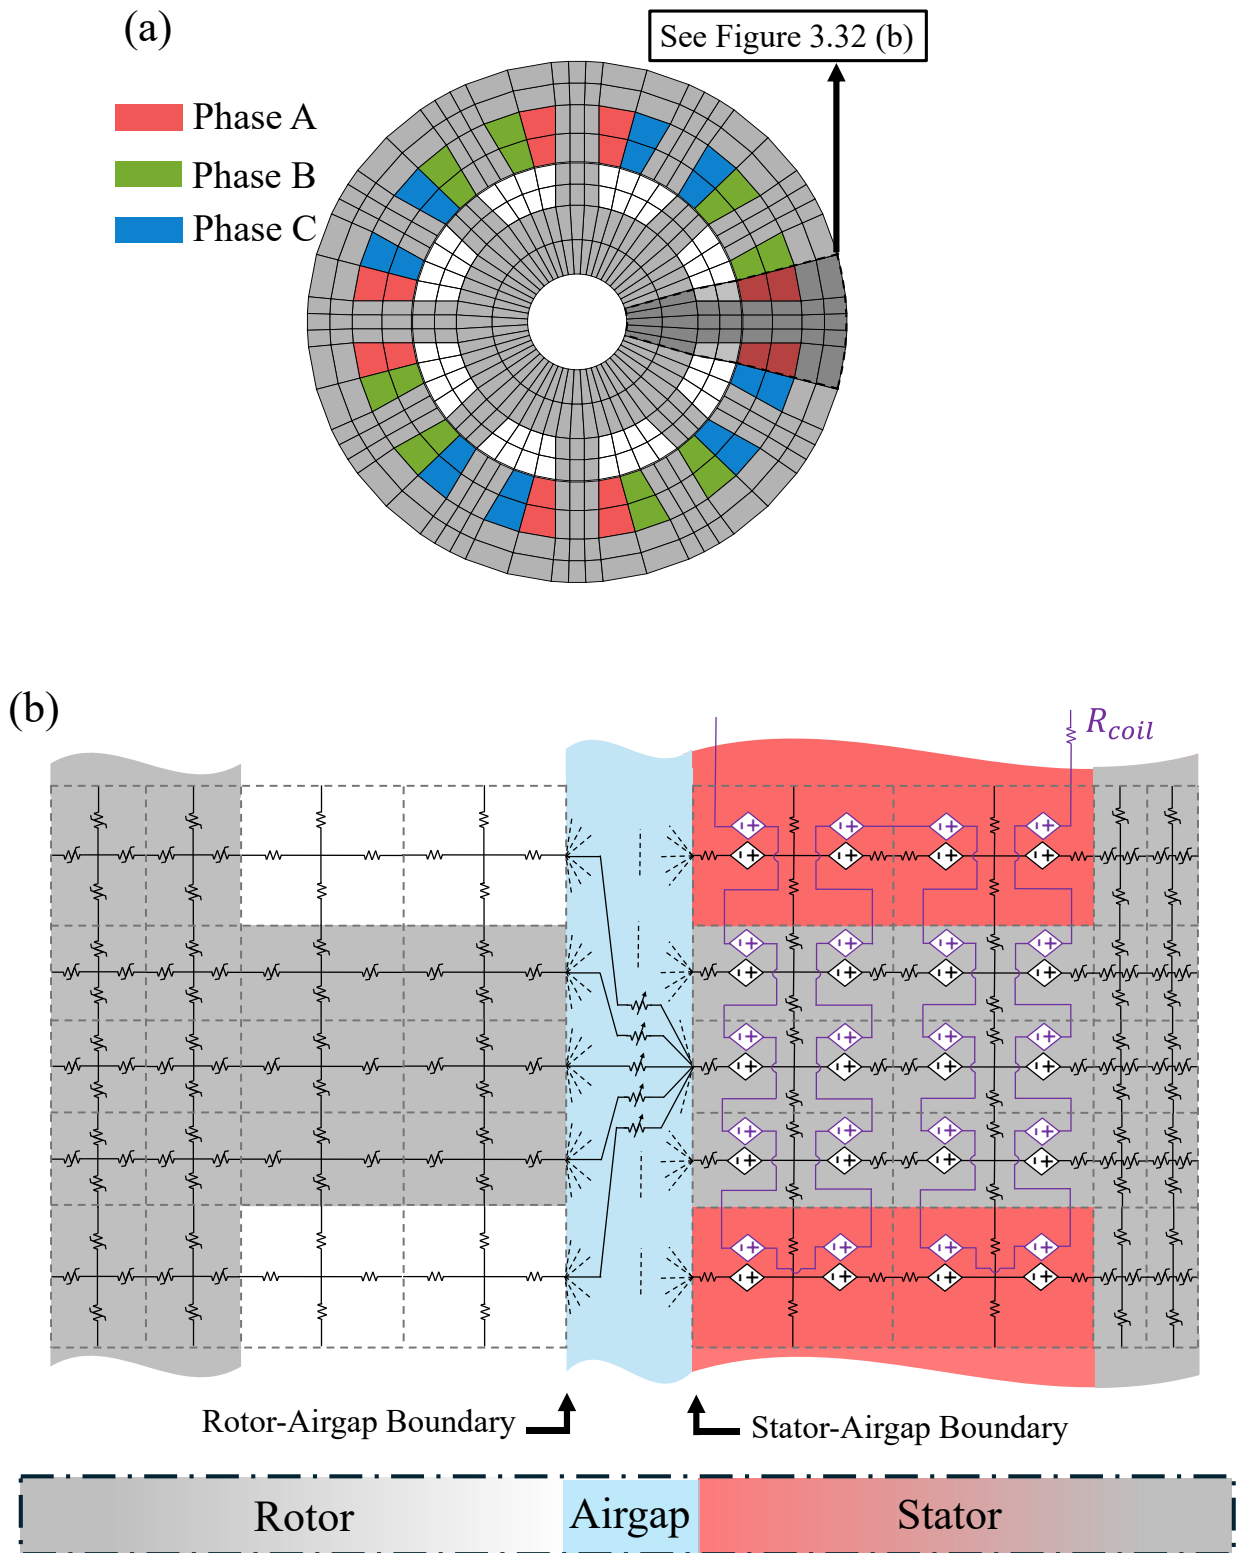 (a)
See Figure 3.32 (b)
Phase A
Phase B
Phase C
(b)
R_coil
Rotor-Airgap Boundary
Stator-Airgap Boundary
Rotor
Airgap
Stator